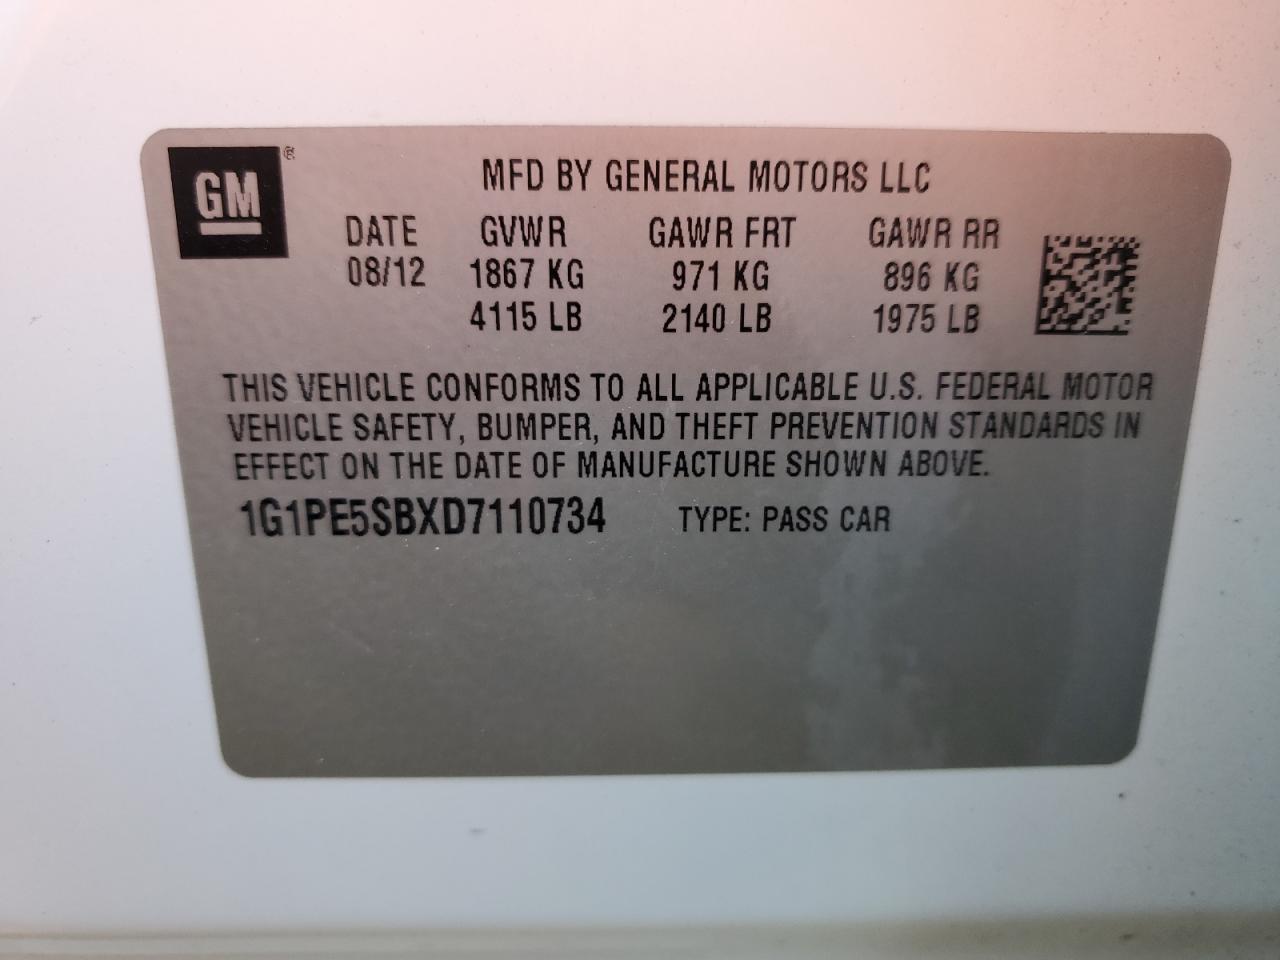 GM
MFD BY GENERAL MOTORS LLC
DATE GVWR GAWR FRT GAWR RR
08/12 1867 KG 971 KG 896 KG
4115 LB 2140 LB 1975 LB
THIS VEHICLE CONFORMS TO ALL APPLICABLE U.S. FEDERAL MOTOR
VEHICLE SAFETY, BUMPER, AND THEFT PREVENTION STANDARDS IN
EFFECT ON THE DATE OF MANUFACTURE SHOWN ABOVE.
1G1PE5SBXD7110734 TYPE: PASS CAR